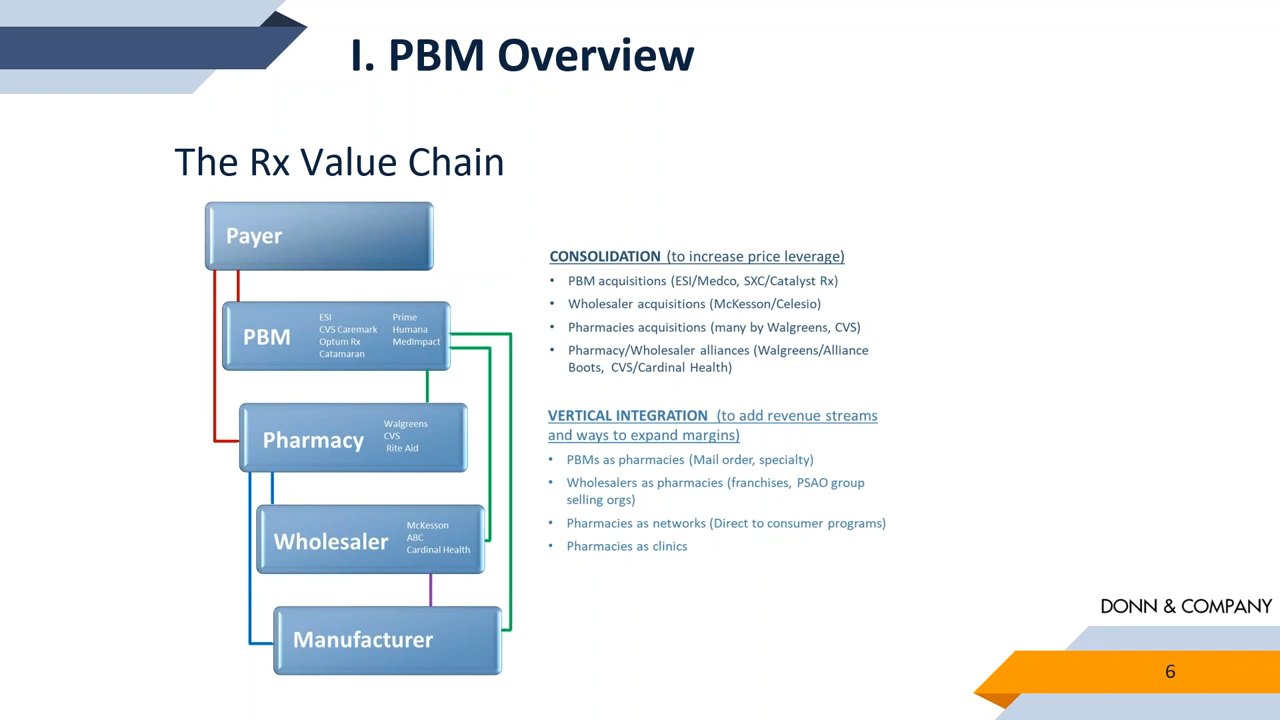 I. PBM Overview
The Rx Value Chain
Payer
PBM
ESI
CVS Caremark
Optum Rx
Catamaran
Prime
Humana
MedImpact
Pharmacy
Walgreens
CVS
Rite Aid
Wholesaler
McKesson
ABC
Cardinal Health
Manufacturer
CONSOLIDATION (to increase price leverage)
• PBM acquisitions (ESI/Medco, SXC/Catalyst Rx)
• Wholesaler acquisitions (McKesson/Celesio)
• Pharmacies acquisitions (many by Walgreens, CVS)
• Pharmacy/Wholesaler alliances (Walgreens/Alliance
Boots, CVS/Cardinal Health)
VERTICAL INTEGRATION (to add revenue streams
and ways to expand margins)
• PBMs as pharmacies (Mail order, specialty)
• Wholesalers as pharmacies (franchises, PSAO group
selling orgs)
• Pharmacies as networks (Direct to consumer programs)
• Pharmacies as clinics
DONN & COMPANY
6